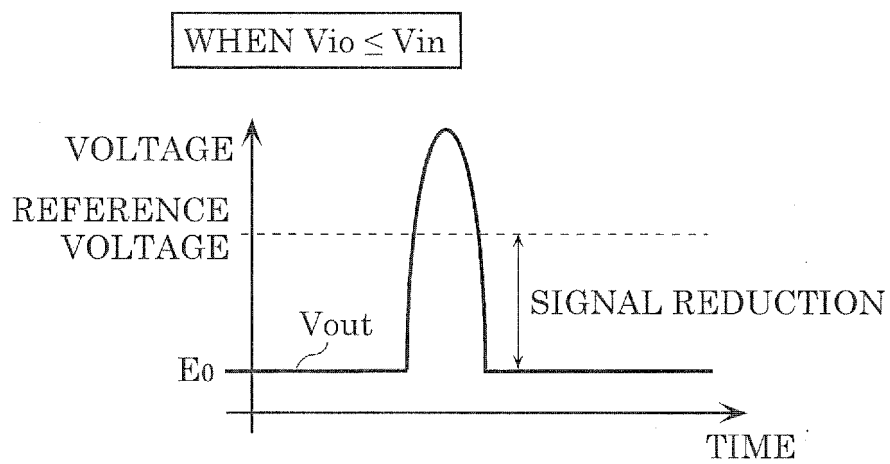 WHEN Vio ≤ Vin
VOLTAGE
REFERENCE
VOLTAGE
SIGNAL REDUCTION
Vout
E0
TIME